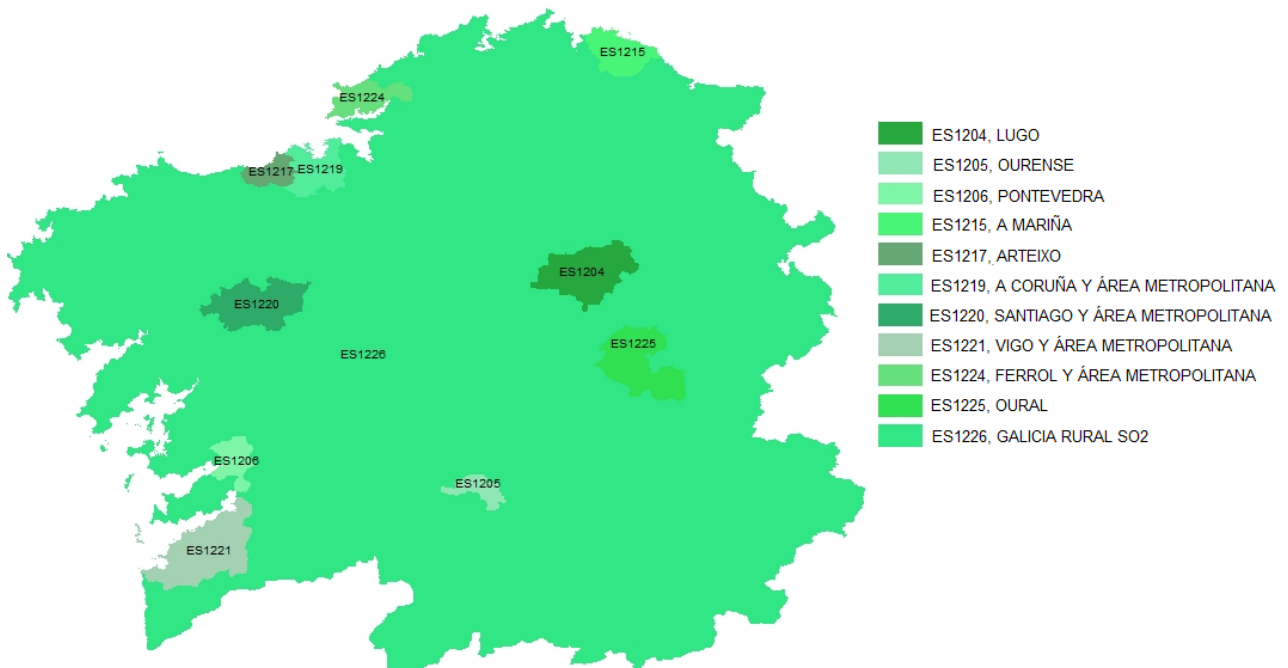 ES1215
ES1224
ES1217
ES1219
ES1204
ES1220
ES1225
ES1226
ES1206
ES1205
ES1221
ES1204, LUGO
ES1205, OURENSE
ES1206, PONTEVEDRA
ES1215, A MARIÑA
ES1217, ARTEIXO
ES1219, A CORUÑA Y ÁREA METROPOLITANA
ES1220, SANTIAGO Y ÁREA METROPOLITANA
ES1221, VIGO Y ÁREA METROPOLITANA
ES1224, FERROL Y ÁREA METROPOLITANA
ES1225, OURAL
ES1226, GALICIA RURAL SO2